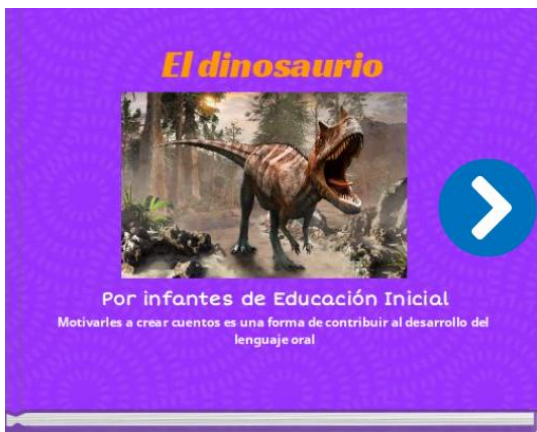 El dinosaurio
Por infantes de Educación Inicial
Motivarles a crear cuentos es una forma de contribuir al desarrollo del
lenguaje oral